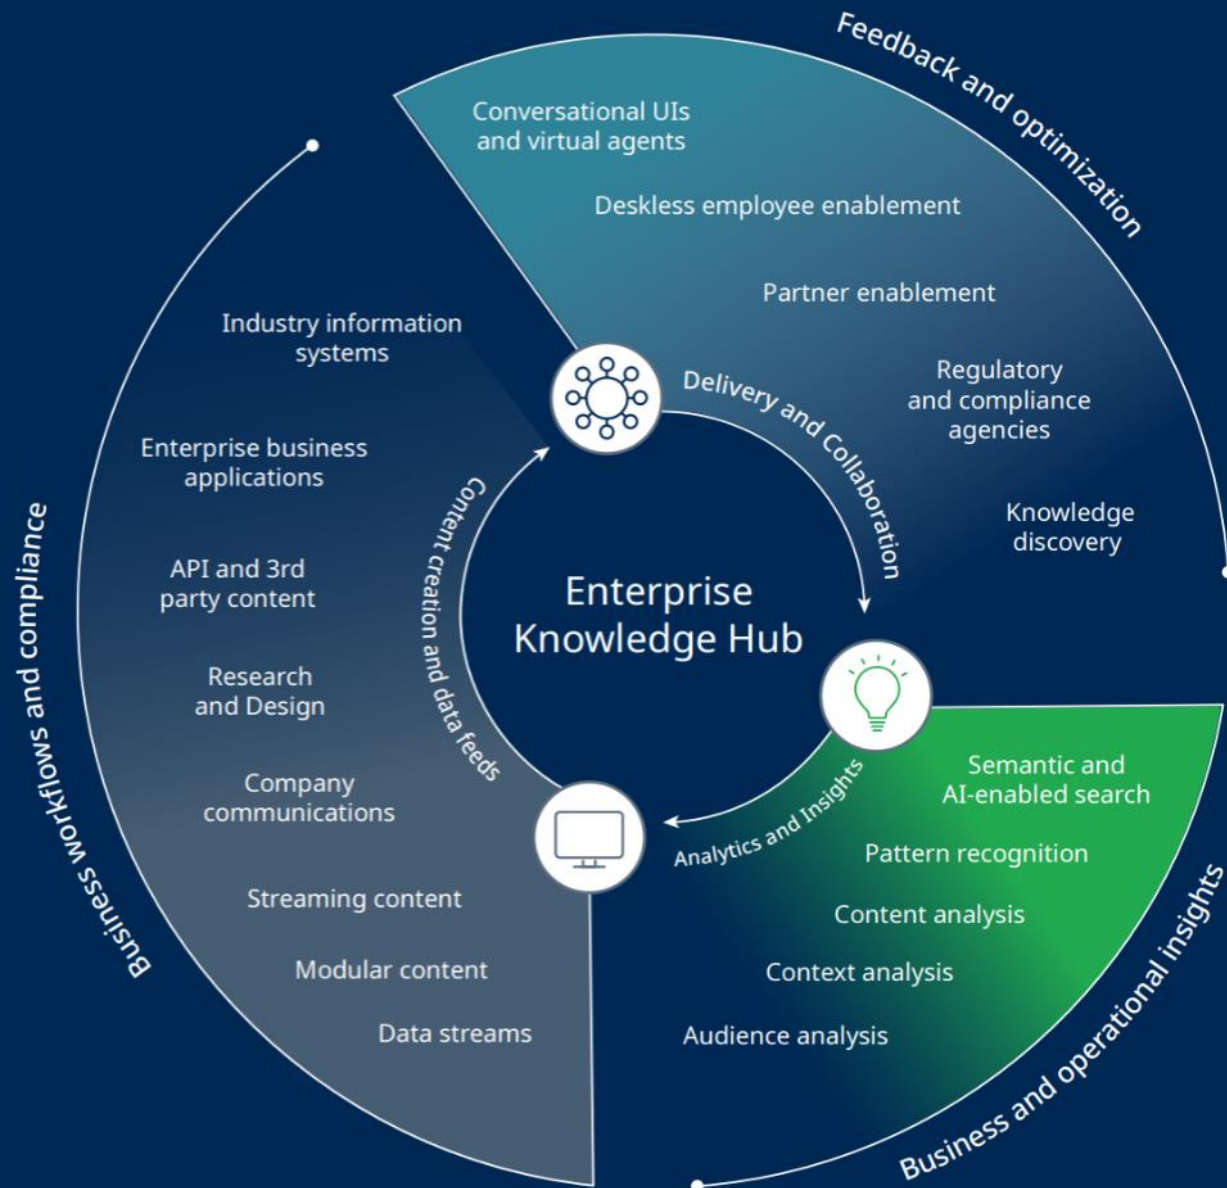 Feedback and optimization
Conversational UIs
and virtual agents
Deskless employee enablement
Partner enablement
Regulatory
and compliance
agencies
Knowledge
discovery
Delivery and Collaboration
Industry information
systems
Enterprise business
applications
API and 3rd
party content
Research
and Design
Company
communications
Streaming content
Modular content
Data streams
Content creation and data feeds
Business workflows and compliance
Enterprise
Knowledge Hub
Analytics and Insights
Semantic and
AI-enabled search
Pattern recognition
Content analysis
Context analysis
Audience analysis
Business and operational insights